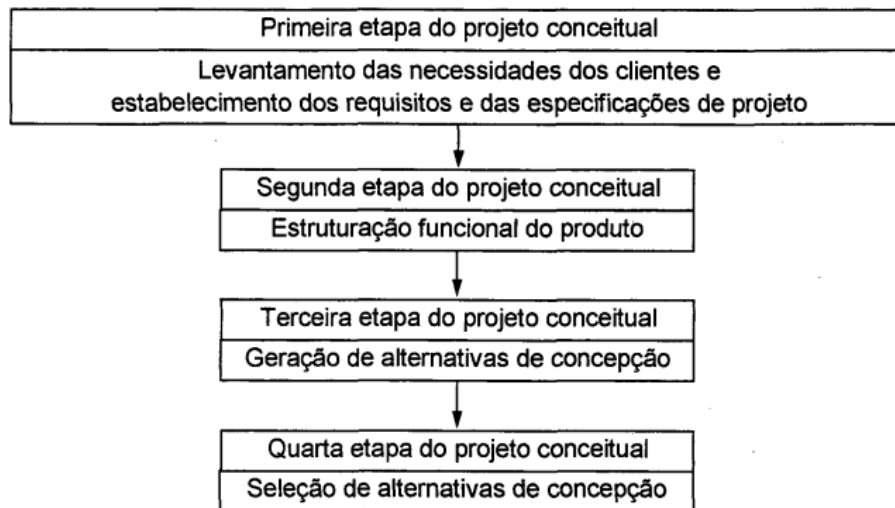 Primeira etapa do projeto conceitual
Levantamento das necessidades dos clientes e
estabelecimento dos requisitos e das especificações de projeto
Segunda etapa do projeto conceitual
Estruturação funcional do produto
Terceira etapa do projeto conceitual
Geração de alternativas de concepção
Quarta etapa do projeto conceitual
Seleção de alternativas de concepção